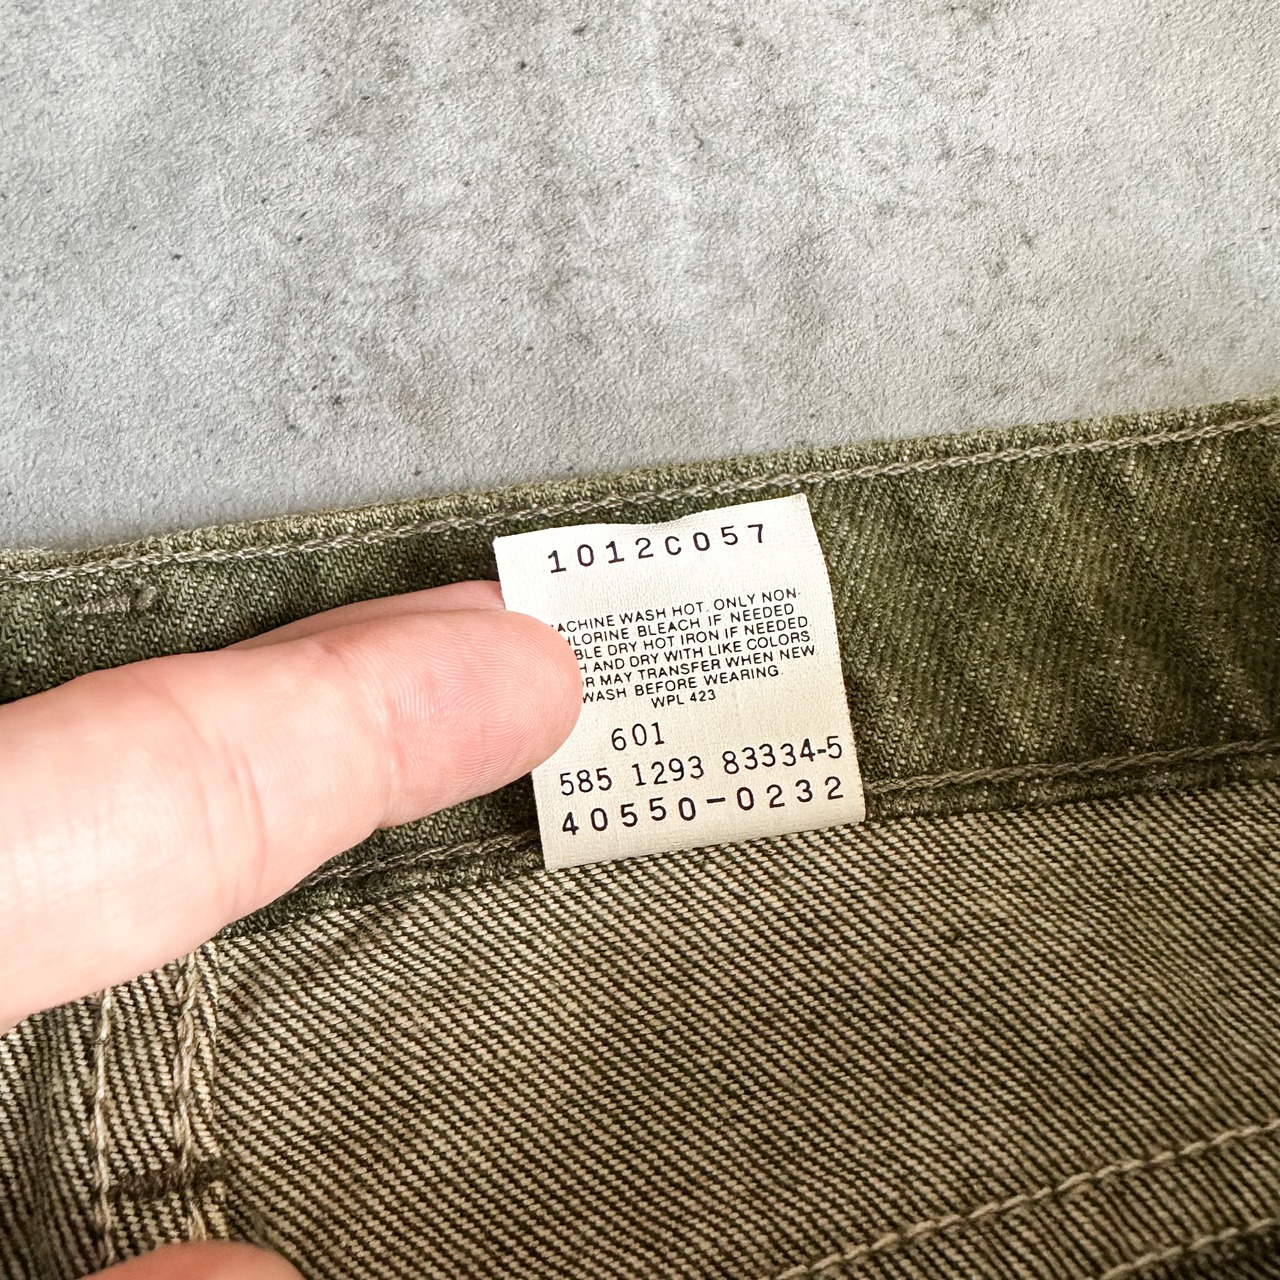 1012C057
MACHINE WASH HOT. ONLY NON-
CHLORINE BLEACH IF NEEDED
DRY HOT IRON IF NEEDED.
AND DRY WITH LIKE COLORS
MAY TRANSFER WHEN NEW
WASH BEFORE WEARING.
WPL 423
601
585 1293 83334-5
40550-0232